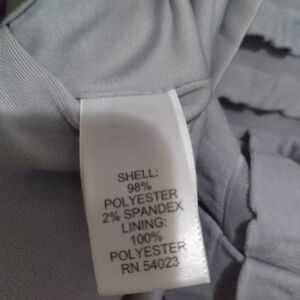 SHELL:
98%
POLYESTER
2% SPANDEX
LINING:
100%
POLYESTER
RN 54023